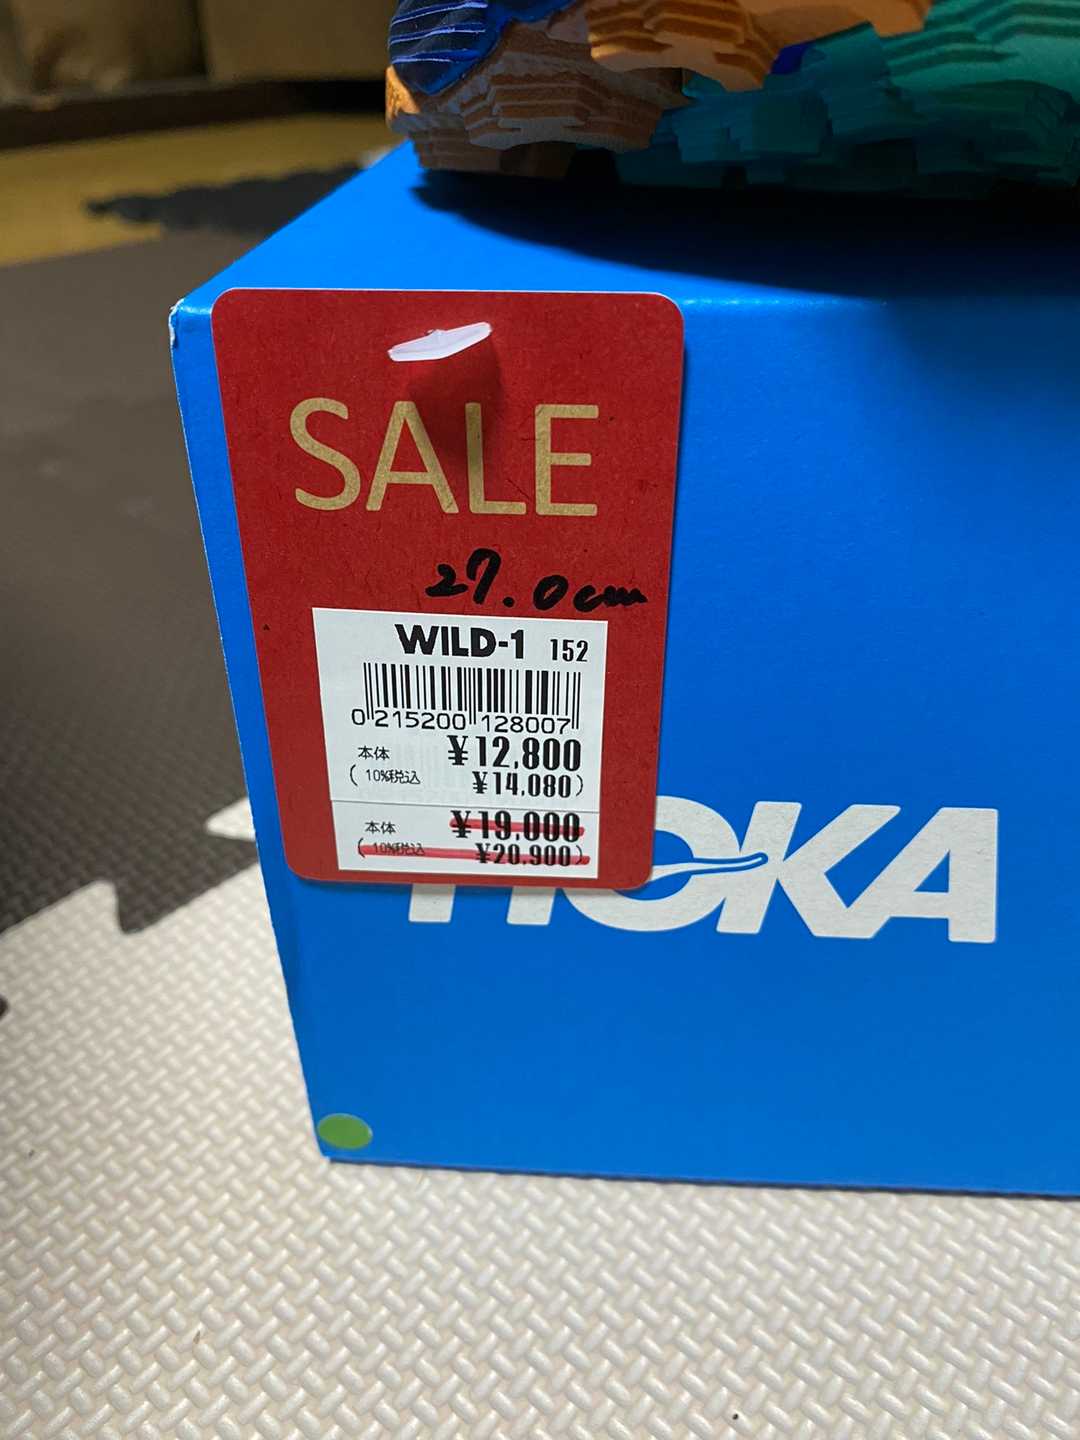 SALE
27.0cm
WILD-1 152
0 215200 128007
本体 ¥12,800
(10%税込 ¥14,080)
本体 ¥19,000
(10%税込 ¥20,900)
HOKA